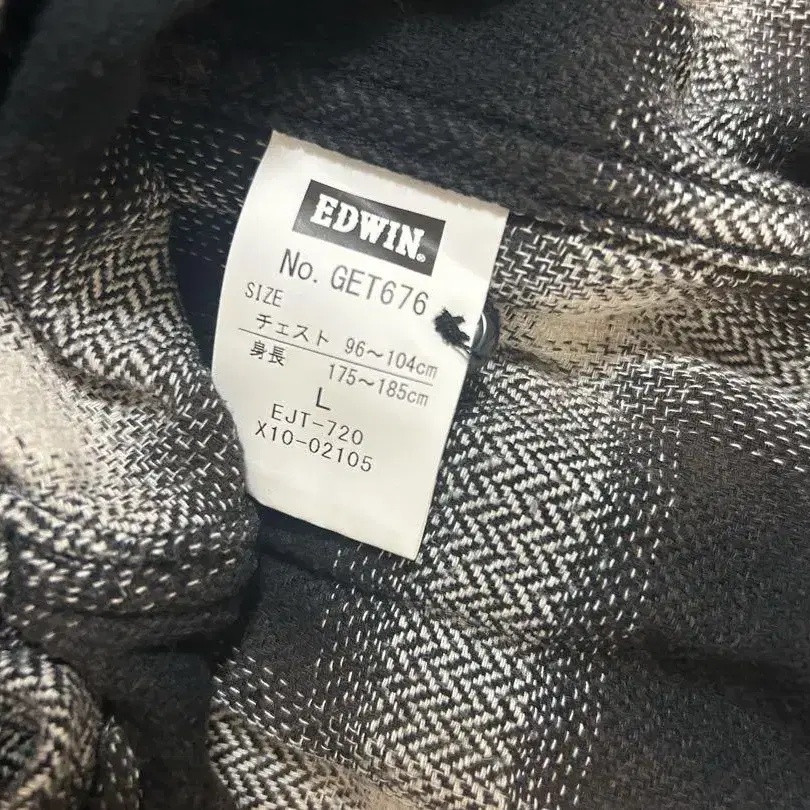 EDWIN®
No. GET676
SIZE
チェスト 96～104cm
身長 175～185cm
L
EJT-720
X10-02105